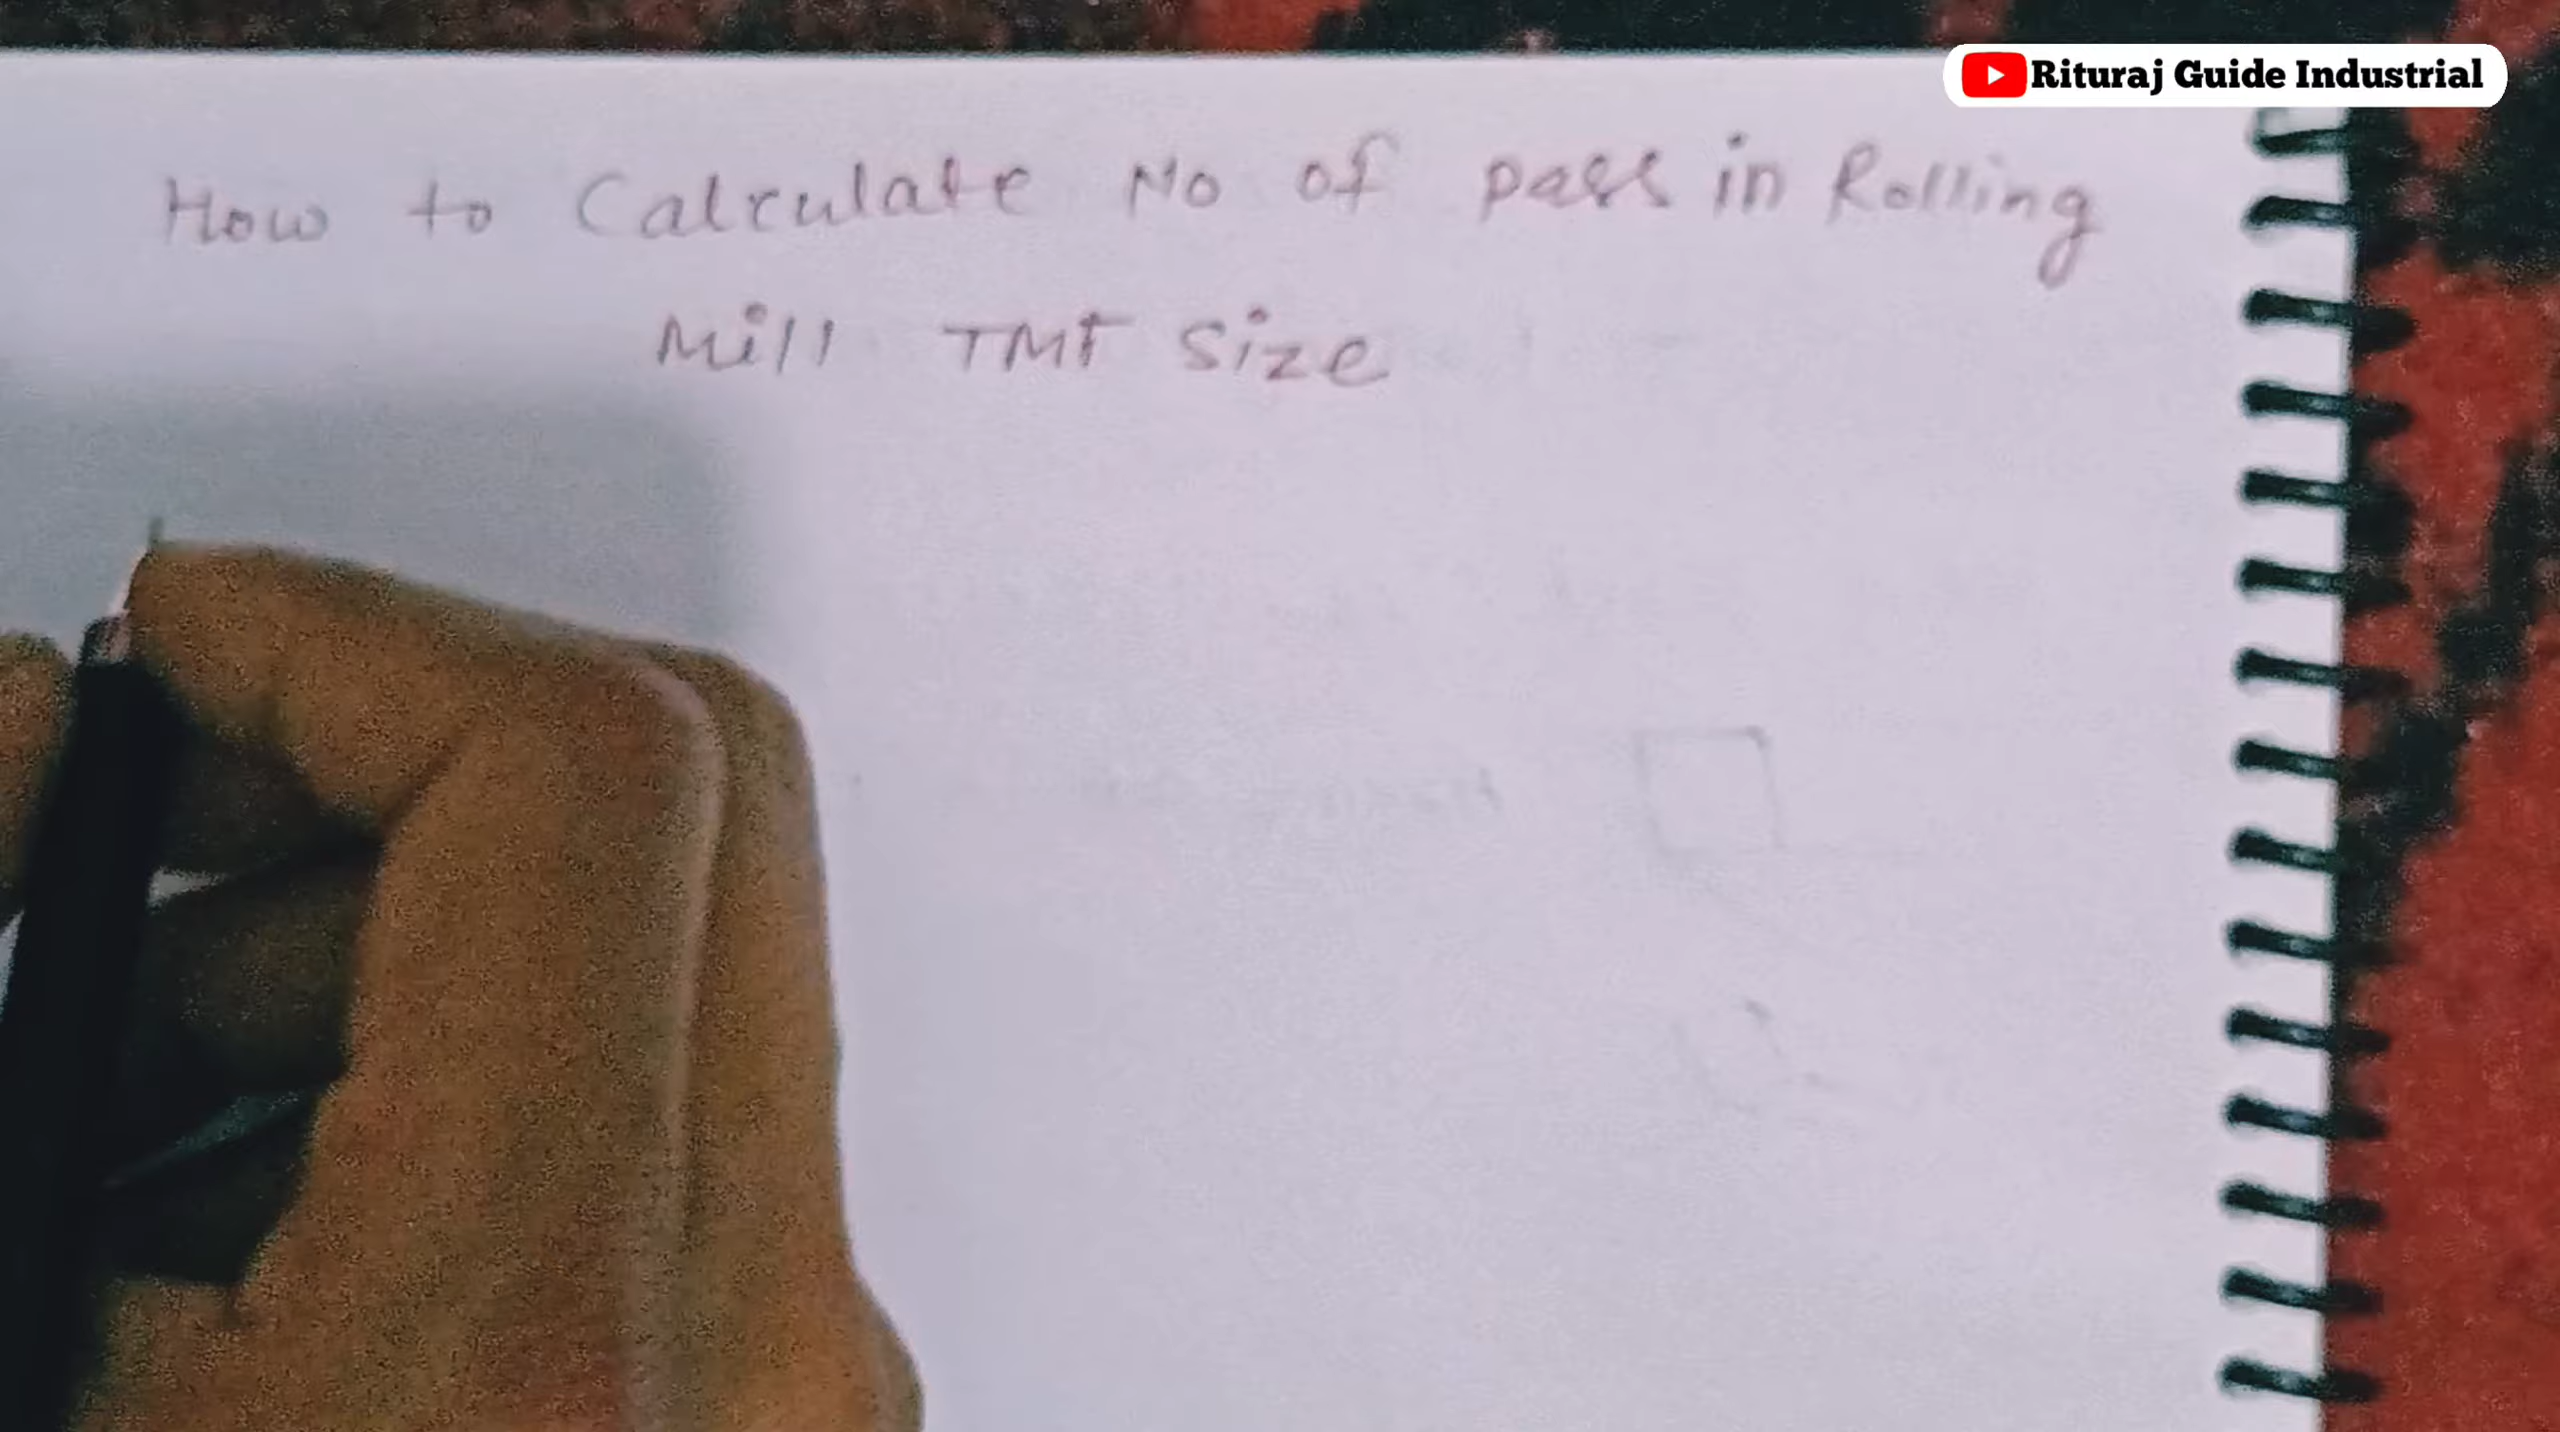 Rituraj Guide Industrial
How to Calculate No of pass in Rolling
Mill TMT Size